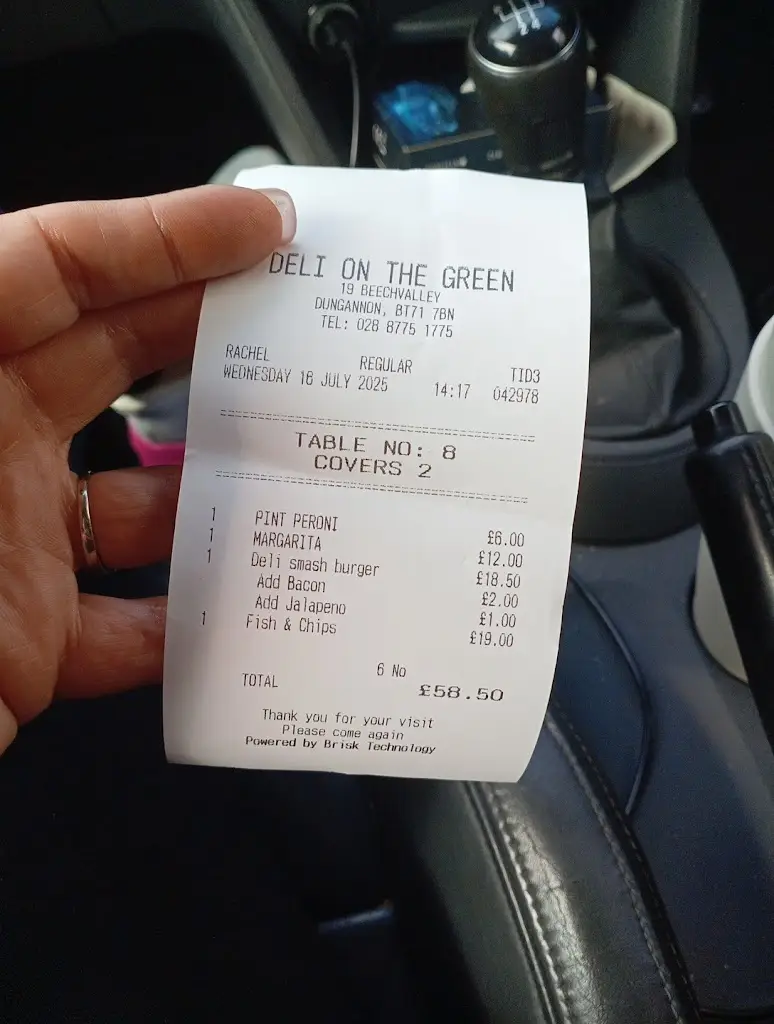 DELI ON THE GREEN
19 BEECHVALLEY
DUNGANNON, BT71 7BN
TEL: 028 8775 1775
RACHEL REGULAR TID3
WEDNESDAY 16 JULY 2025 14:17 042978
TABLE NO: 8
COVERS 2
1 PINT PERONI £6.00
1 MARGARITA £12.00
1 Deli smash burger £18.50
Add Bacon £2.00
Add Jalapeno £1.00
1 Fish & Chips £19.00
6 No
TOTAL £58.50
Thank you for your visit
Please come again
Powered by Brisk Technology